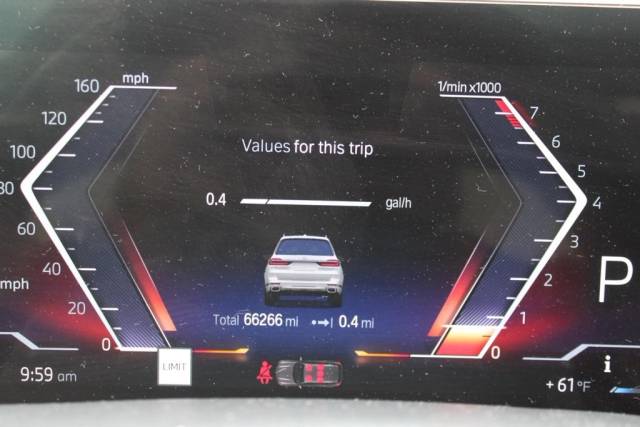 160 mph 1/min x1000
120 7
100 6
80 5
60 4
40 3
20 2
0 1
0
Values for this trip
0.4 gal/h
mph
P
Total 66266 mi 0.4 mi
9:59 am
LIMIT
i
+61°F